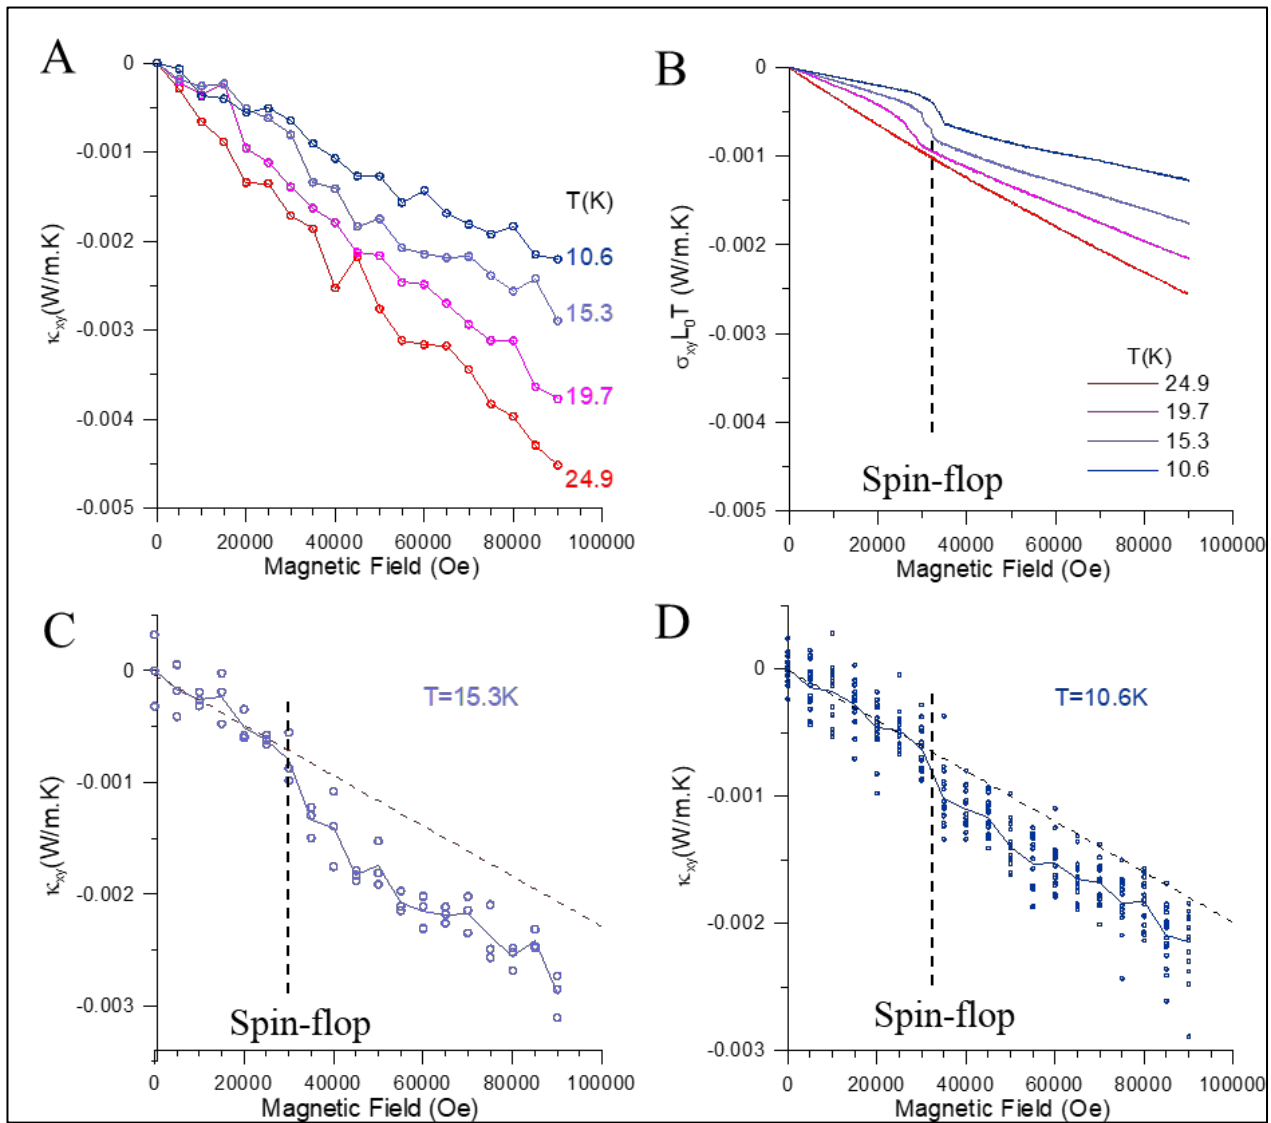 A
0
-0.001
-0.002
-0.003
-0.004
-0.005
κxy(W/m.K)
T(K)
10.6
15.3
19.7
24.9
0 20000 40000 60000 80000 100000
Magnetic Field (Oe)
B
0
-0.001
-0.002
-0.003
-0.004
-0.005
σxyL0T (W/m.K)
Spin-flop
T(K)
24.9
19.7
15.3
10.6
0 20000 40000 60000 80000 100000
Magnetic Field (Oe)
C
0
-0.001
-0.002
-0.003
κxy(W/m.K)
T=15.3K
Spin-flop
0 20000 40000 60000 80000 100000
Magnetic Field (Oe)
D
0
-0.001
-0.002
-0.003
κxy(W/m.K)
T=10.6K
Spin-flop
0 20000 40000 60000 80000 100000
Magnetic Field (Oe)